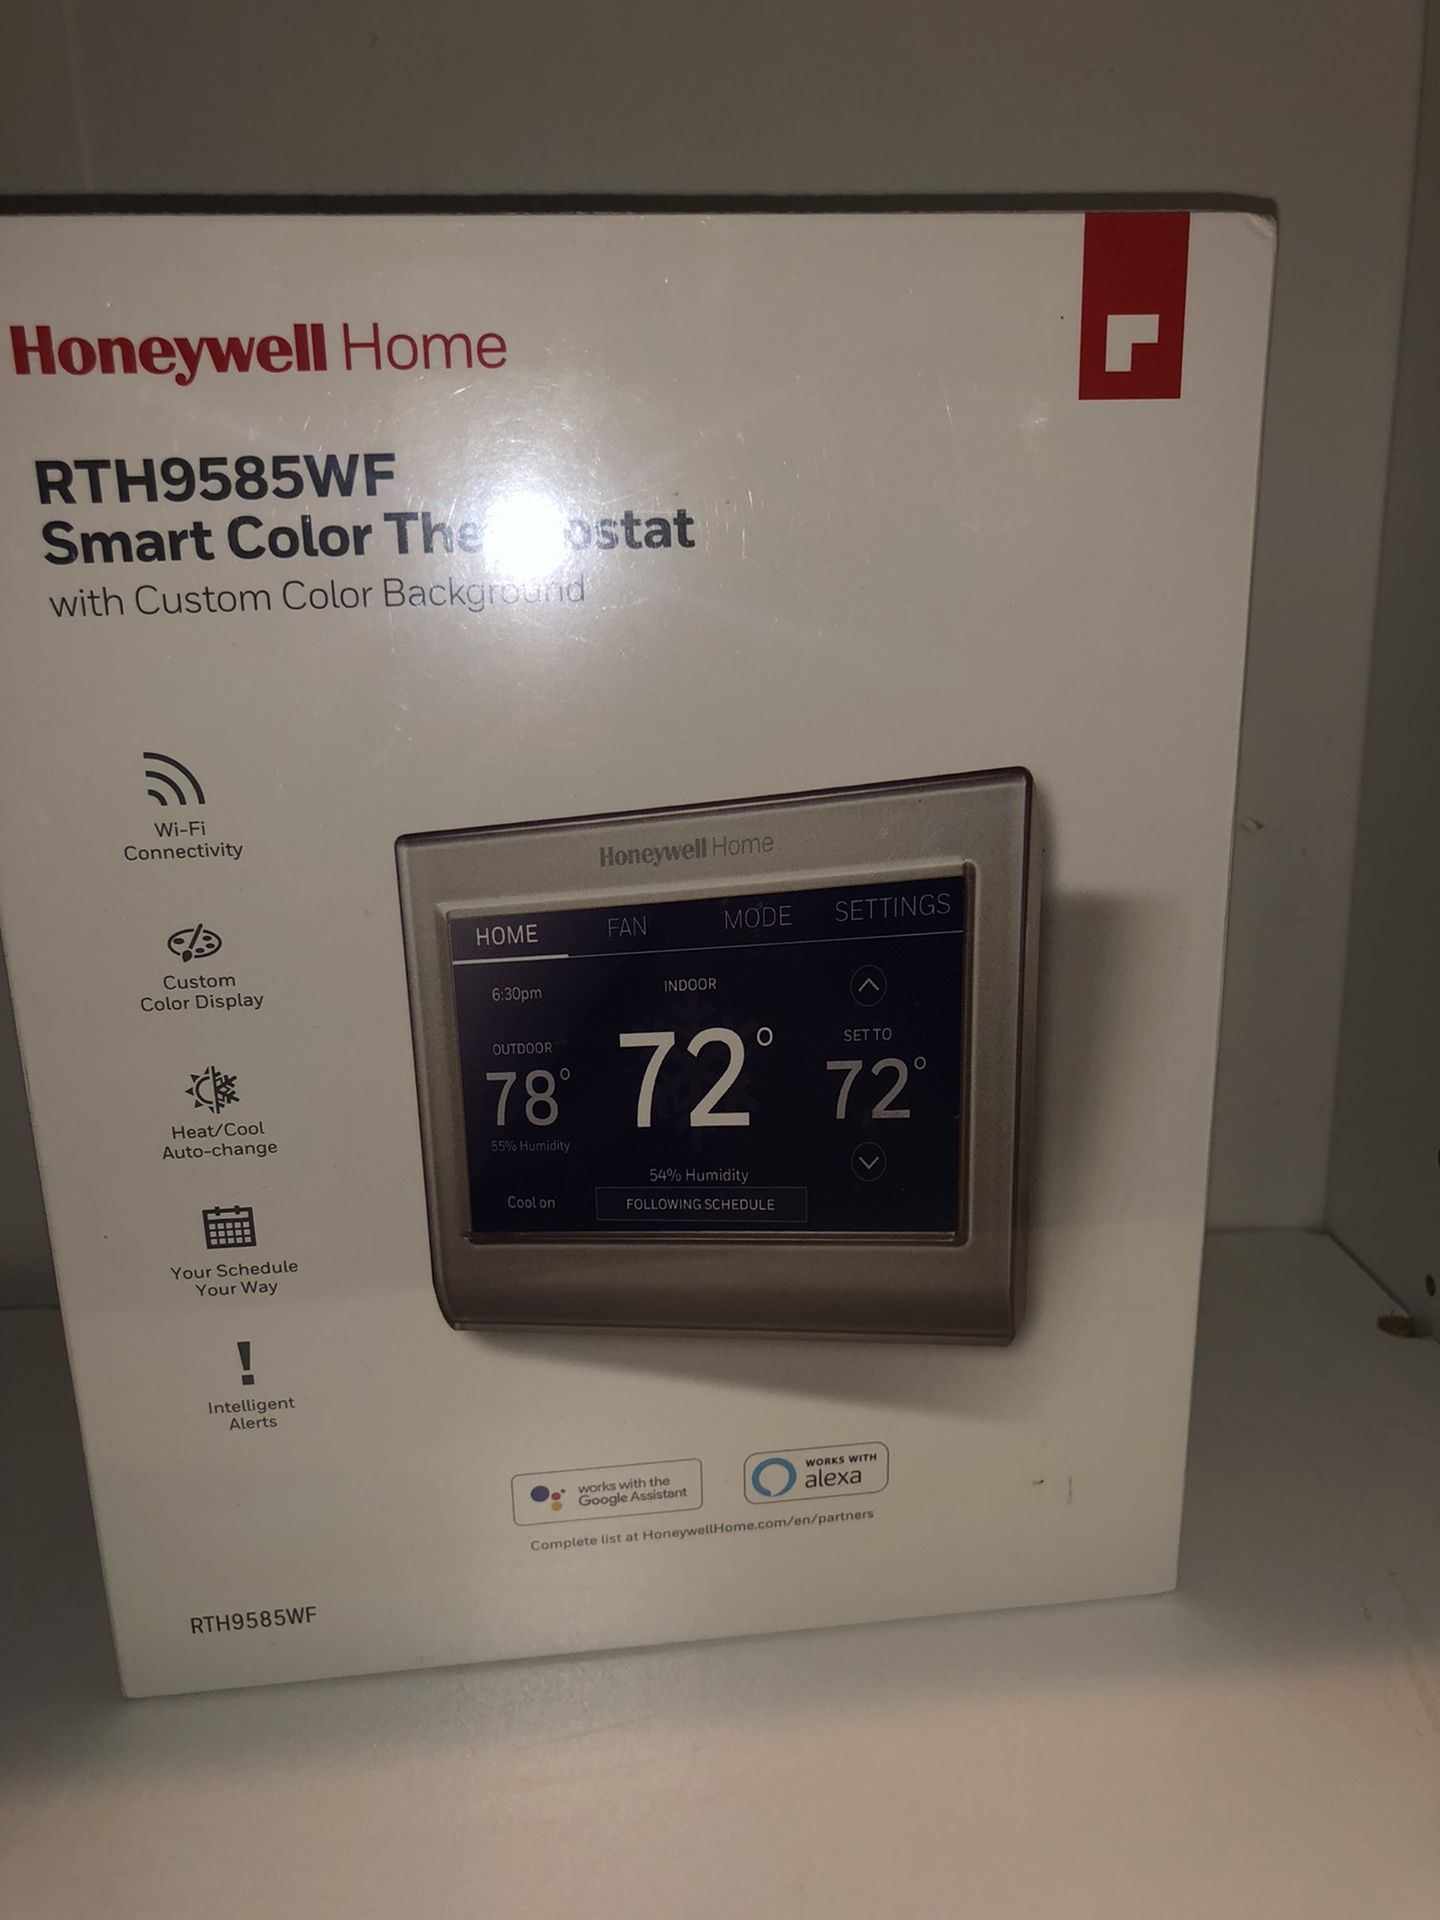 Honeywell Home
RTH9585WF
Smart Color
with Custom Color Background
Wi-Fi
Connectivity
Custom
Color Display
Heat/Cool
Auto-change
Your Schedule
Your Way
Intelligent
Alerts
Honeywell Home
HOME FAN MODE SETTINGS
6:30pm
INDOOR
OUTDOOR
78°
55% Humidity
72°
SET TO
72°
54% Humidity
Cool on
FOLLOWING SCHEDULE
works with the
Google Assistant
WORKS WITH
alexa
Complete list at HoneywellHome.com/en/partners
RTH9585WF